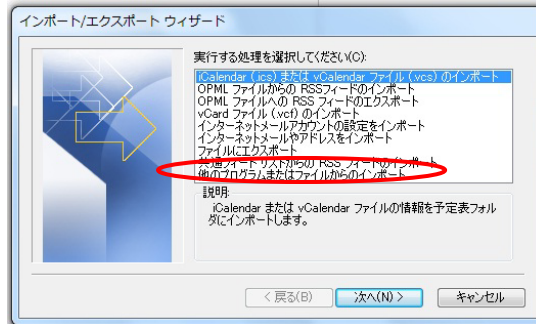 インポート/エクスポート ウィザード
実行する処理を選択してください(C):
iCalendar (.ics) または vCalendar ファイル (.vcs) のインポート
OPML ファイルからの RSSフィードのインポート
OPML ファイルへの RSS フィードのエクスポート
vCard ファイル (.vcf) のインポート
インターネットメールアカウントの設定をインポート
インターネットメールやアドレスをインポート
ファイルにエクスポート
共通フィード リストからの RSS フィードのインポート
他のプログラムまたはファイルからのインポート
説明:
iCalendar または vCalendar ファイルの情報を予定表フォル
ダにインポートします。
< 戻る(B)
次へ(N) >
キャンセル